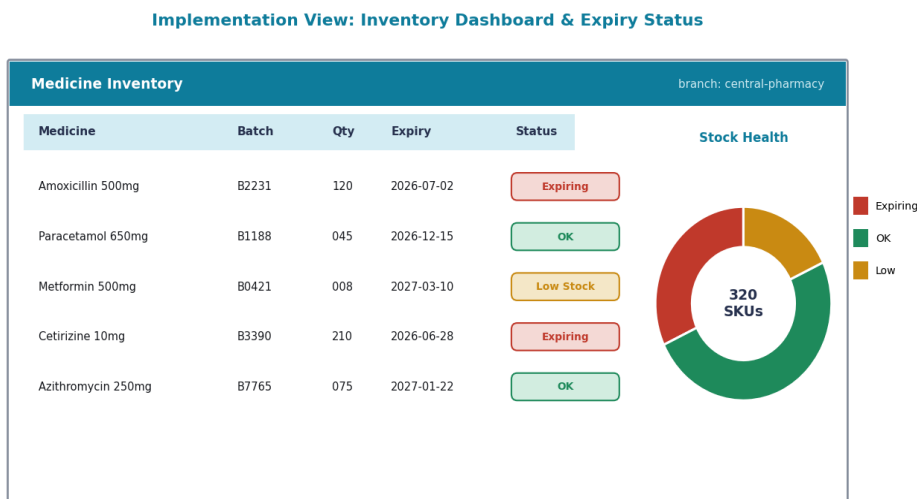 Implementation View: Inventory Dashboard & Expiry Status
Medicine Inventory branch: central-pharmacy
Medicine Batch Qty Expiry Status
Amoxicillin 500mg B2231 120 2026-07-02 Expiring
Paracetamol 650mg B1188 045 2026-12-15 OK
Metformin 500mg B0421 008 2027-03-10 Low Stock
Cetirizine 10mg B3390 210 2026-06-28 Expiring
Azithromycin 250mg B7765 075 2027-01-22 OK
Stock Health
320
SKUs
Expiring
OK
Low